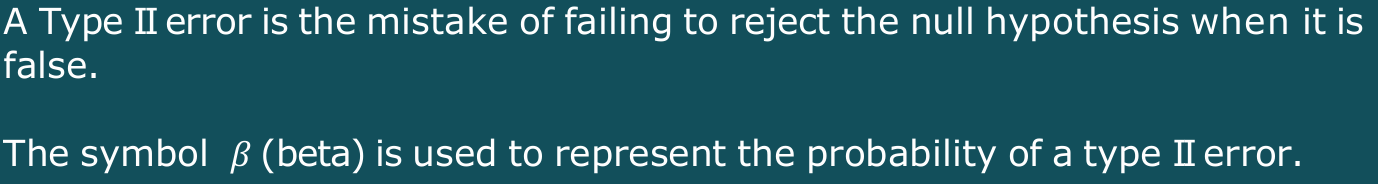 A Type II error is the mistake of failing to reject the null hypothesis when it is
false.
The symbol β (beta) is used to represent the probability of a type II error.